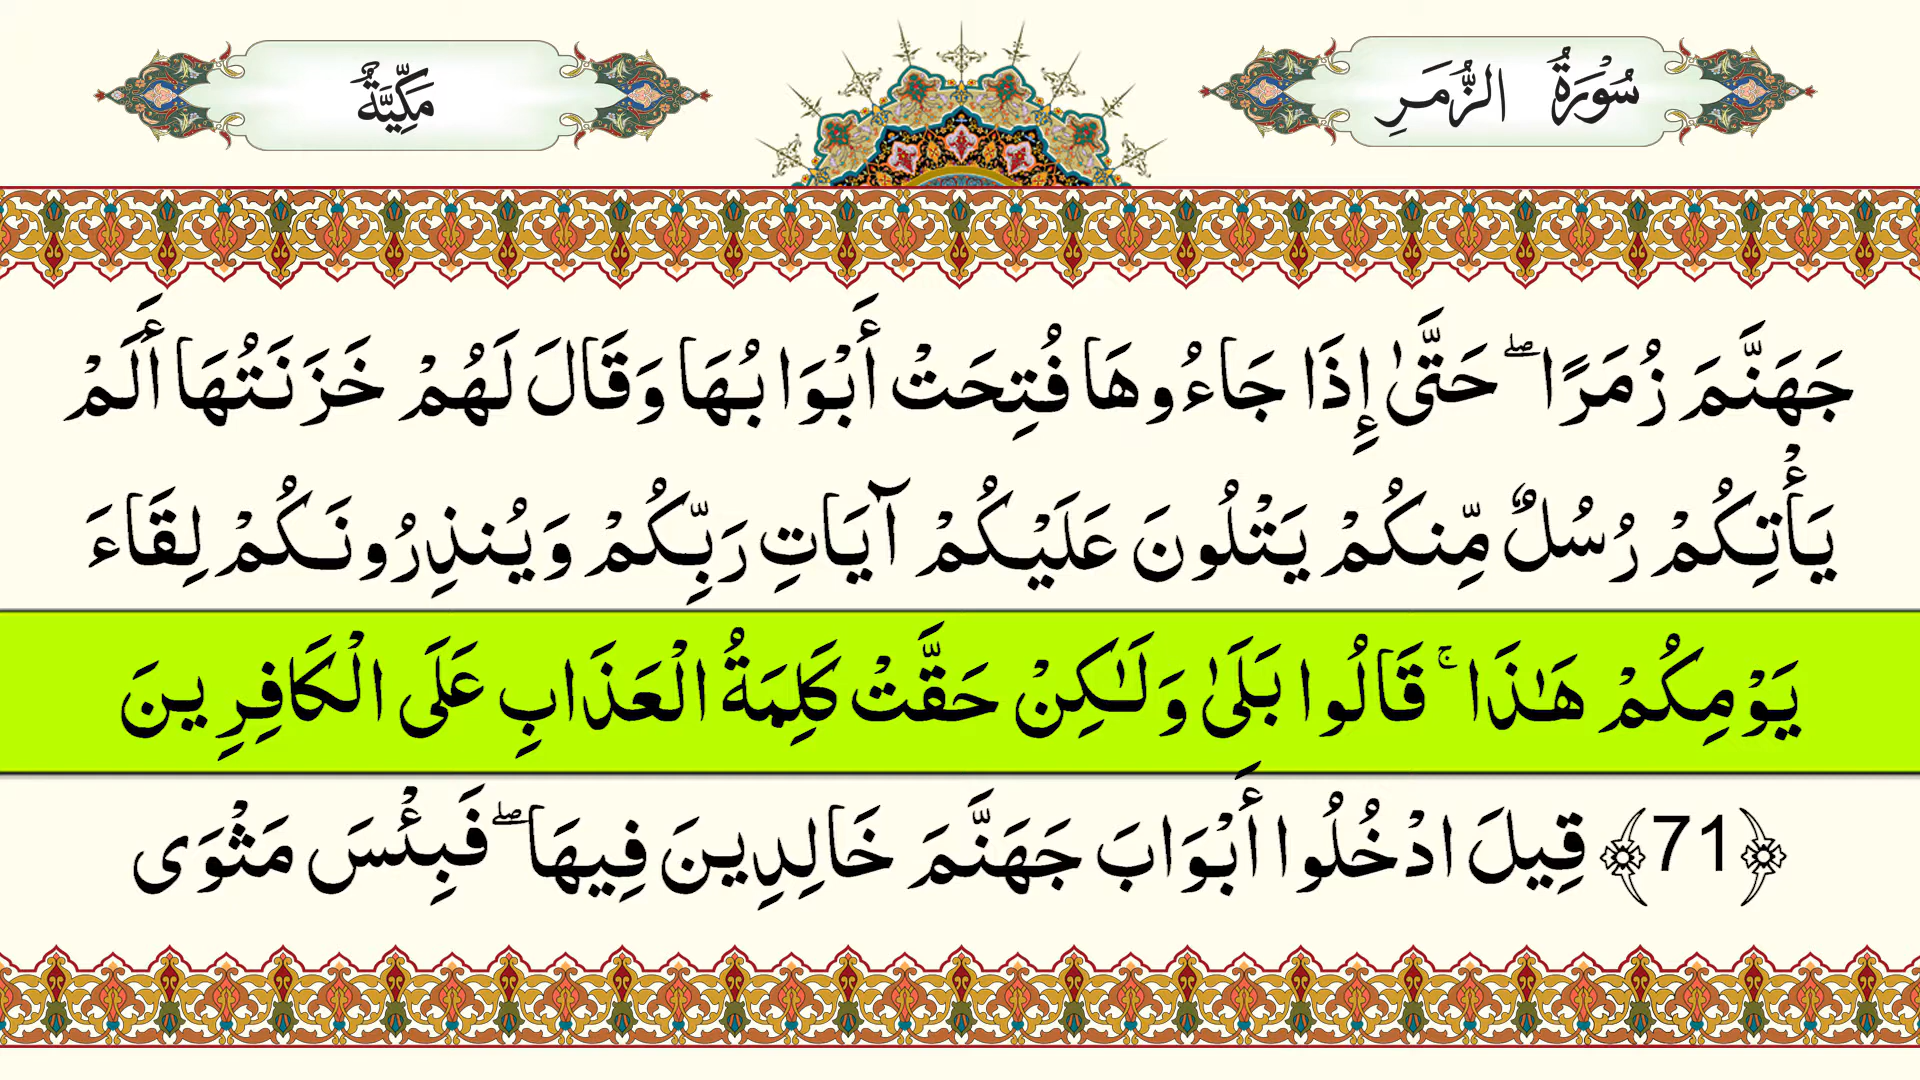 سُوْرَةُ الزُّمَرِ
مَكِّيَّةٌ
جَهَنَّمَ زُمَرًا ۖ حَتَّىٰ إِذَا جَاءُوهَا فُتِحَتْ أَبْوَابُهَا وَقَالَ لَهُمْ خَزَنَتُهَا أَلَمْ
يَأْتِكُمْ رُسُلٌ مِّنكُمْ يَتْلُونَ عَلَيْكُمْ آيَاتِ رَبِّكُمْ وَيُنذِرُونَكُمْ لِقَاءَ
يَوْمِكُمْ هَٰذَا ۚ قَالُوا بَلَىٰ وَلَٰكِنْ حَقَّتْ كَلِمَةُ الْعَذَابِ عَلَى الْكَافِرِينَ
﴿71﴾ قِيلَ ادْخُلُوا أَبْوَابَ جَهَنَّمَ خَالِدِينَ فِيهَا ۖ فَبِئْسَ مَثْوَى